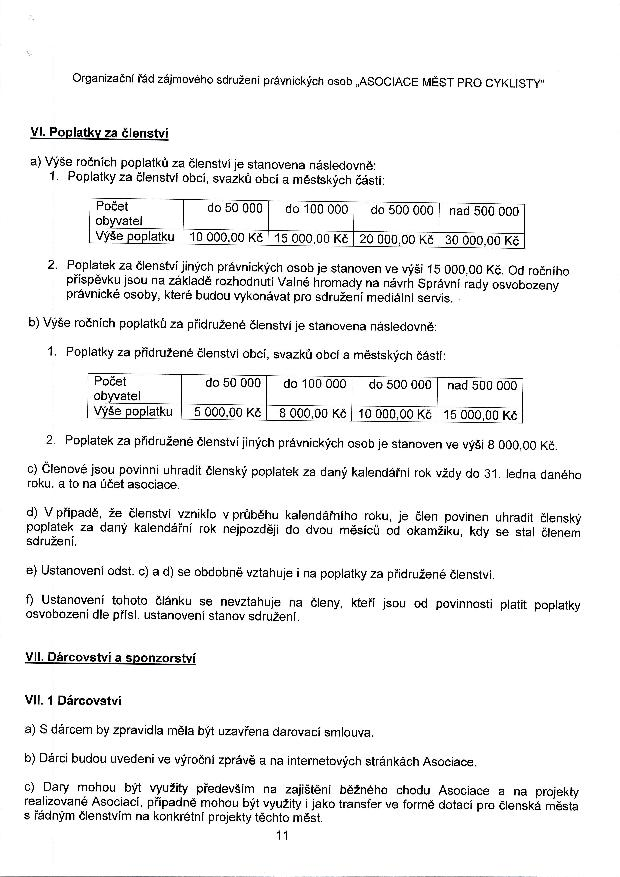 Organizační řád zájmového sdružení právnických osob „ASOCIACE MĚST PRO CYKLISTY"
VI. Poplatky za členství
a) Výše ročních poplatků za členství je stanovena následovně:
1. Poplatky za členství obcí, svazků obcí a městských částí:
Počet obyvatel do 50 000 do 100 000 do 500 000 nad 500 000
Výše poplatku 10 000,00 Kč 15 000,00 Kč 20 000,00 Kč 30 000,00 Kč
2. Poplatek za členství jiných právnických osob je stanoven ve výši 15 000,00 Kč. Od ročního
příspěvku jsou na základě rozhodnutí Valné hromady na návrh Správní rady osvobozeny
právnické osoby, které budou vykonávat pro sdružení mediální servis.
b) Výše ročních poplatků za přidružené členství je stanovena následovně:
1. Poplatky za přidružené členství obcí, svazků obcí a městských částí:
Počet obyvatel do 50 000 do 100 000 do 500 000 nad 500 000
Výše poplatku 5 000,00 Kč 8 000,00 Kč 10 000,00 Kč 15 000,00 Kč
2. Poplatek za přidružené členství jiných právnických osob je stanoven ve výši 8 000,00 Kč.
c) Členové jsou povinni uhradit členský poplatek za daný kalendářní rok vždy do 31. ledna daného
roku, a to na účet asociace.
d) V případě, že členství vzniklo v průběhu kalendářního roku, je člen povinen uhradit členský
poplatek za daný kalendářní rok nejpozději do dvou měsíců od okamžiku, kdy se stal členem
sdružení.
e) Ustanovení odst. c) a d) se obdobně vztahuje i na poplatky za přidružené členství.
f) Ustanovení tohoto článku se nevztahuje na členy, kteří jsou od povinnosti platit poplatky
osvobozeni dle přísl. ustanovení stanov sdružení.
VII. Dárcovství a sponzorství
VII. 1 Dárcovství
a) S dárcem by zpravidla měla být uzavřena darovací smlouva.
b) Dárci budou uvedeni ve výroční zprávě a na internetových stránkách Asociace.
c) Dary mohou být využity především na zajištění běžného chodu Asociace a na projekty
realizované Asociací, případně mohou být využity i jako transfer ve formě dotací pro členská města
s řádným členstvím na konkrétní projekty těchto měst.
11